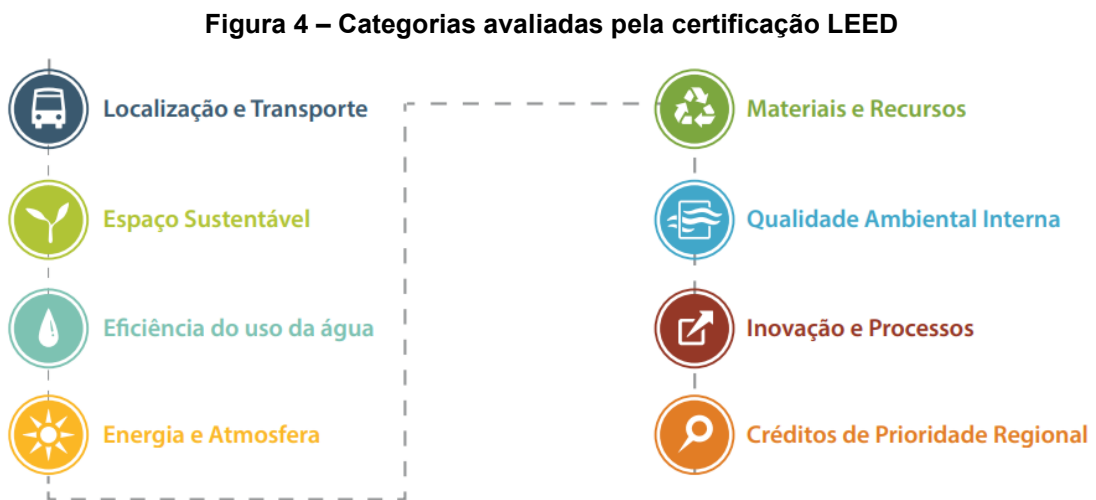 Figura 4 – Categorias avaliadas pela certificação LEED
Localização e Transporte
Espaço Sustentável
Eficiência do uso da água
Energia e Atmosfera
Materiais e Recursos
Qualidade Ambiental Interna
Inovação e Processos
Créditos de Prioridade Regional